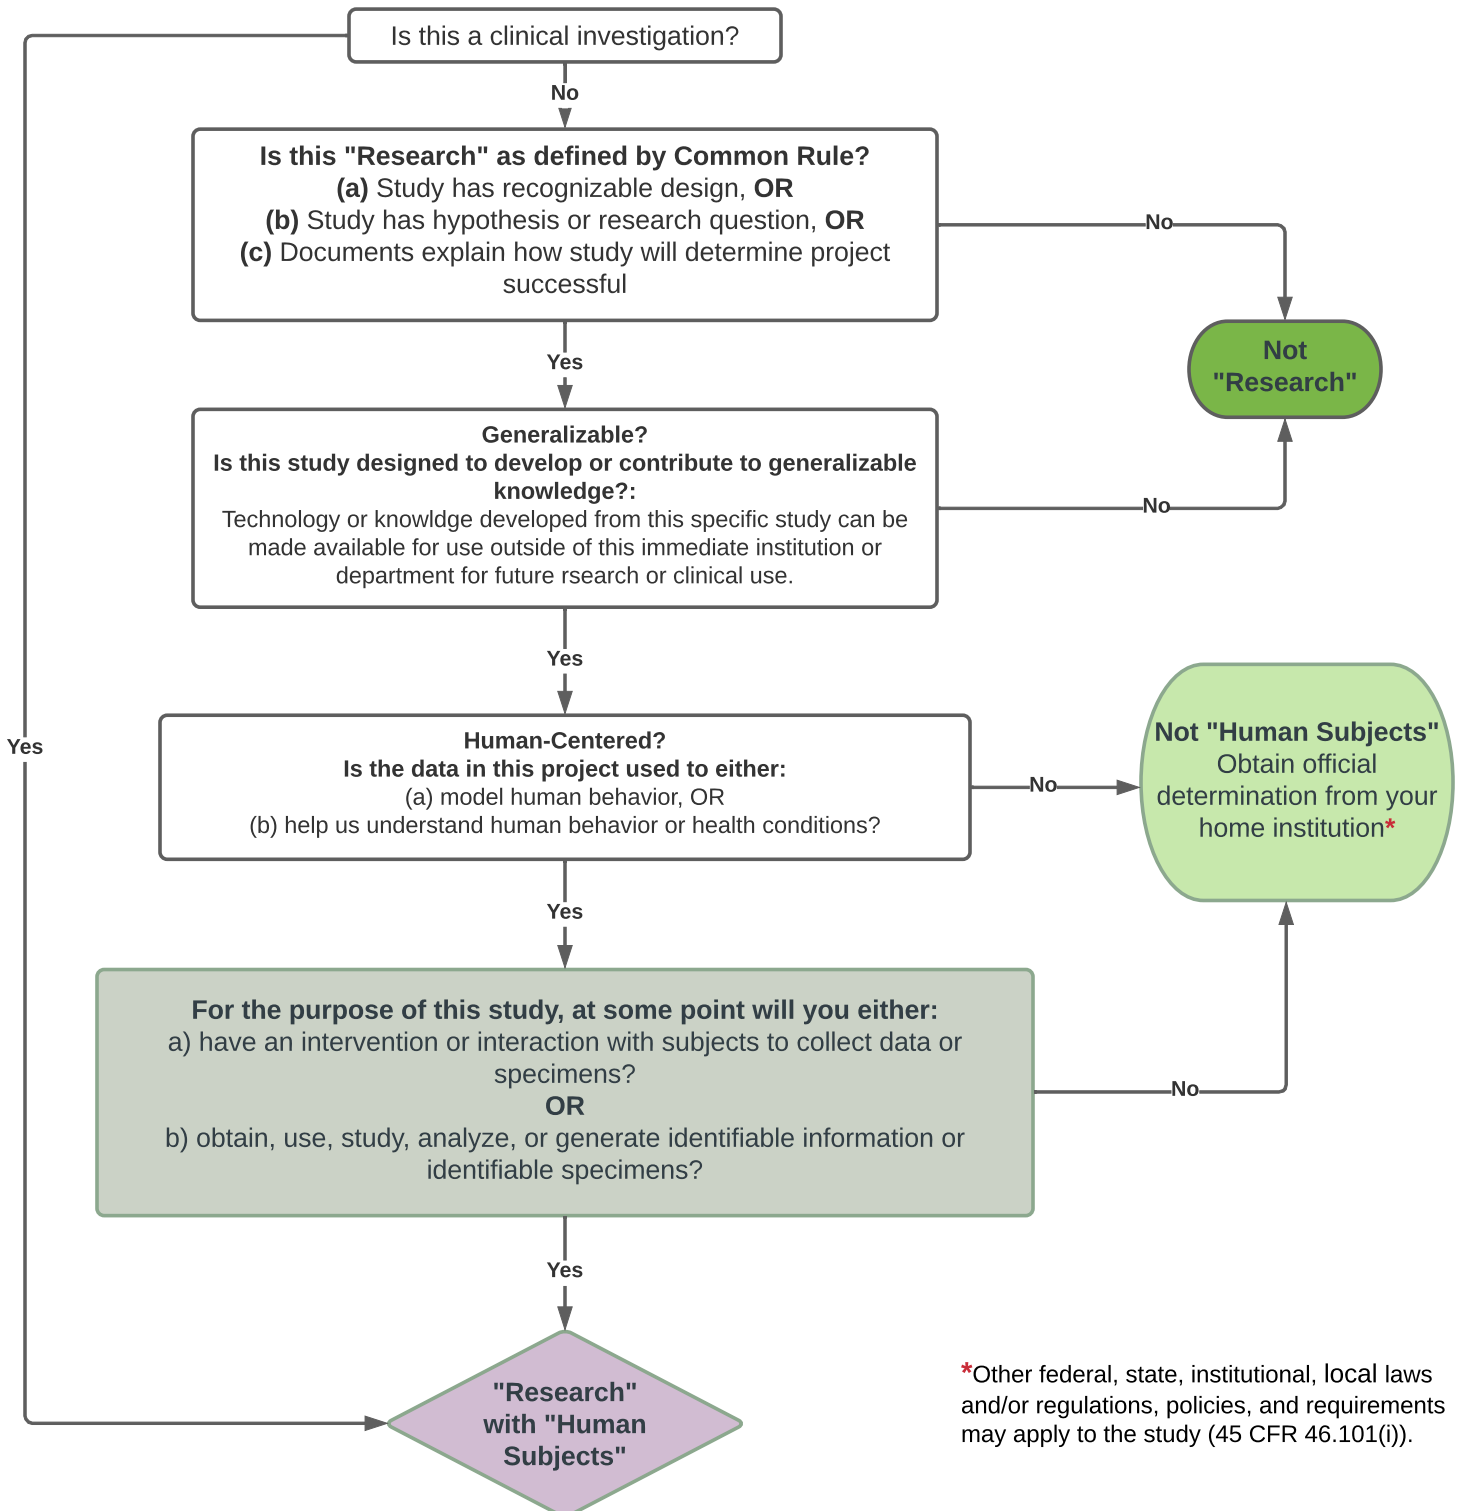 Is this a clinical investigation?
No
Is this "Research" as defined by Common Rule?
(a) Study has recognizable design, OR
(b) Study has hypothesis or research question, OR
(c) Documents explain how study will determine project
successful
No
Not
"Research"
Yes
Generalizable?
Is this study designed to develop or contribute to generalizable
knowledge?:
Technology or knowldge developed from this specific study can be
made available for use outside of this immediate institution or
department for future rsearch or clinical use.
No
Yes
Yes
Human-Centered?
Is the data in this project used to either:
(a) model human behavior, OR
(b) help us understand human behavior or health conditions?
No
Not "Human Subjects"
Obtain official
determination from your
home institution*
Yes
For the purpose of this study, at some point will you either:
a) have an intervention or interaction with subjects to collect data or
specimens?
OR
b) obtain, use, study, analyze, or generate identifiable information or
identifiable specimens?
No
Yes
"Research"
with "Human
Subjects"
*Other federal, state, institutional, local laws
and/or regulations, policies, and requirements
may apply to the study (45 CFR 46.101(i)).